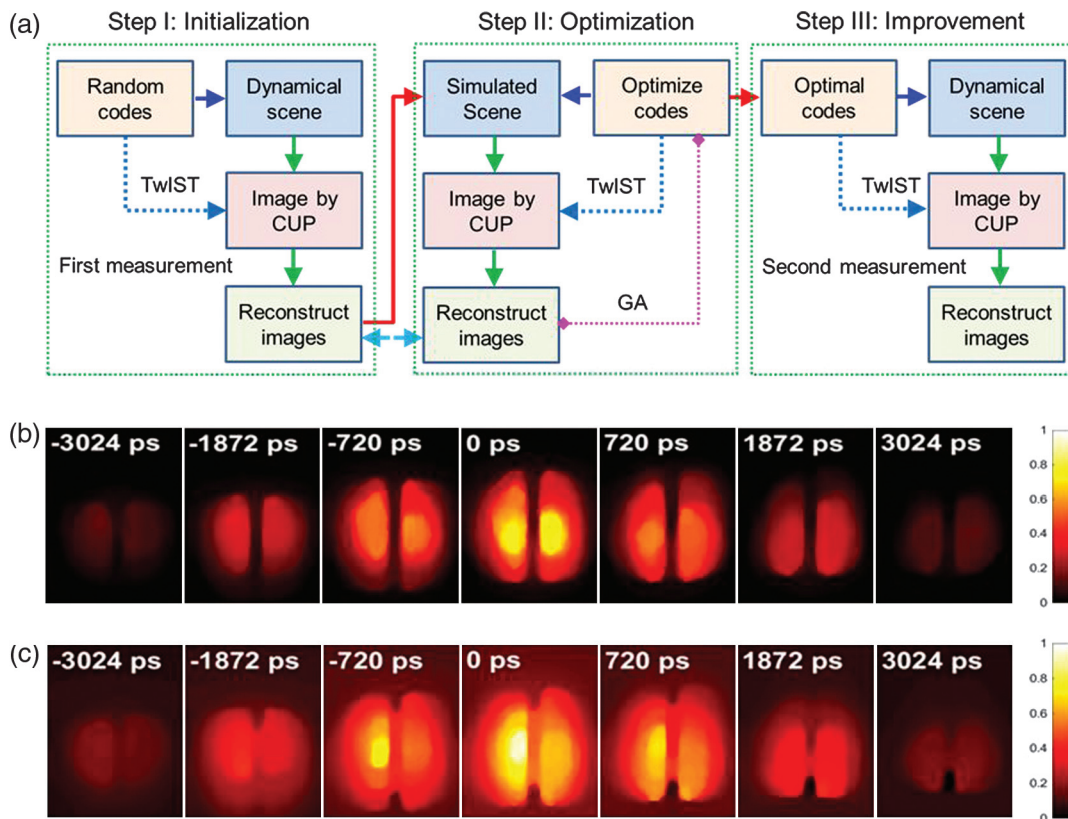 (a)
Step I: Initialization
Step II: Optimization
Step III: Improvement
Random codes
Dynamical scene
TwIST
Image by CUP
First measurement
Reconstruct images
Simulated Scene
Optimize codes
TwIST
Image by CUP
GA
Reconstruct images
Optimal codes
Dynamical scene
TwIST
Image by CUP
Second measurement
Reconstruct images
(b)
-3024 ps
-1872 ps
-720 ps
0 ps
720 ps
1872 ps
3024 ps
1
0.8
0.6
0.4
0.2
0
(c)
-3024 ps
-1872 ps
-720 ps
0 ps
720 ps
1872 ps
3024 ps
1
0.8
0.6
0.4
0.2
0